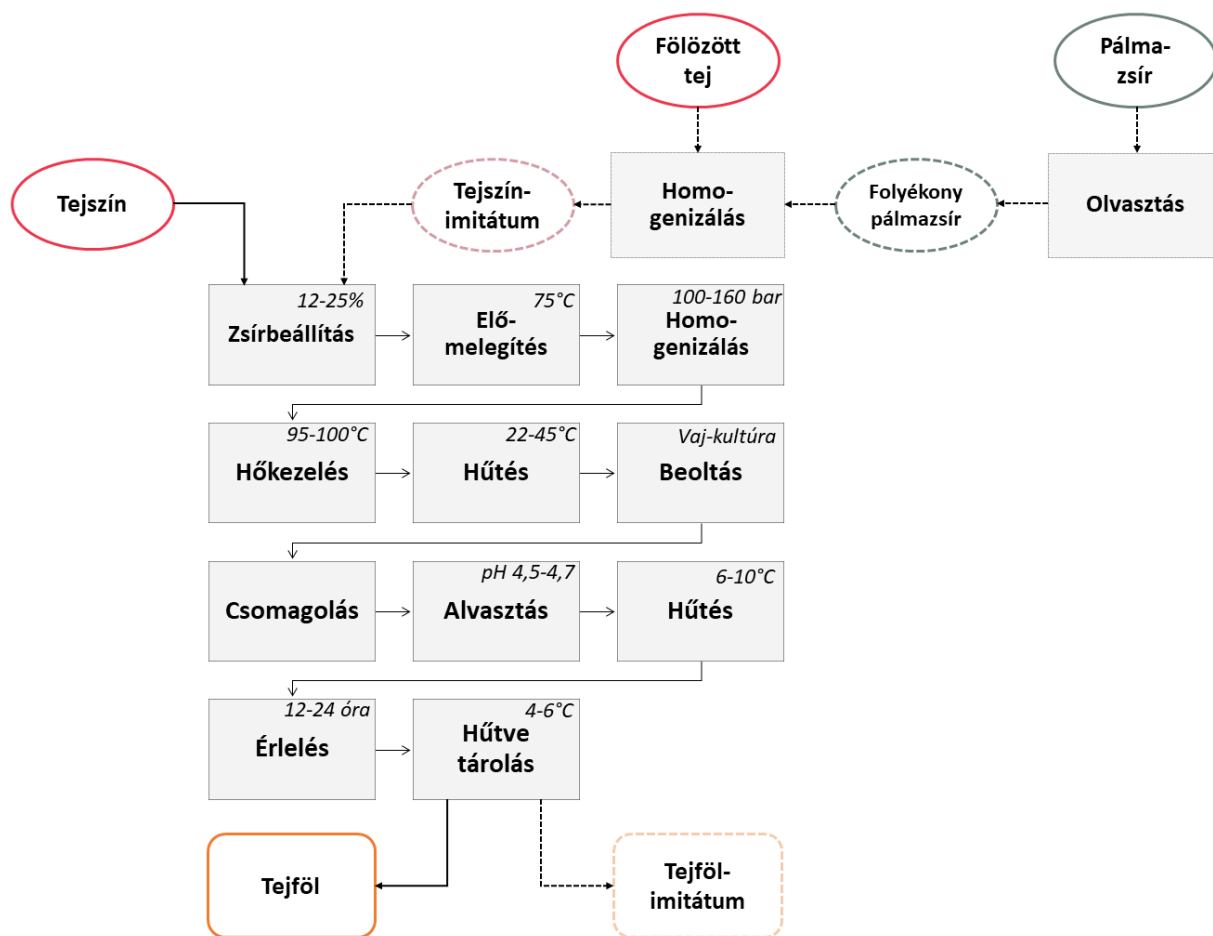 Fölözött
tej
Pálma-
zsír
Tejszín
Tejszín-
imitátum
Homo-
genizálás
Folyékony
pálmazsír
Olvasztás
12-25%
Zsírbeállítás
75°C
Elő-
melegítés
100-160 bar
Homo-
genizálás
95-100°C
Hőkezelés
22-45°C
Hűtés
Vaj-kultúra
Beoltás
Csomagolás
pH 4,5-4,7
Alvasztás
6-10°C
Hűtés
12-24 óra
Érlelés
4-6°C
Hűtve
tárolás
Tejföl
Tejföl-
imitátum